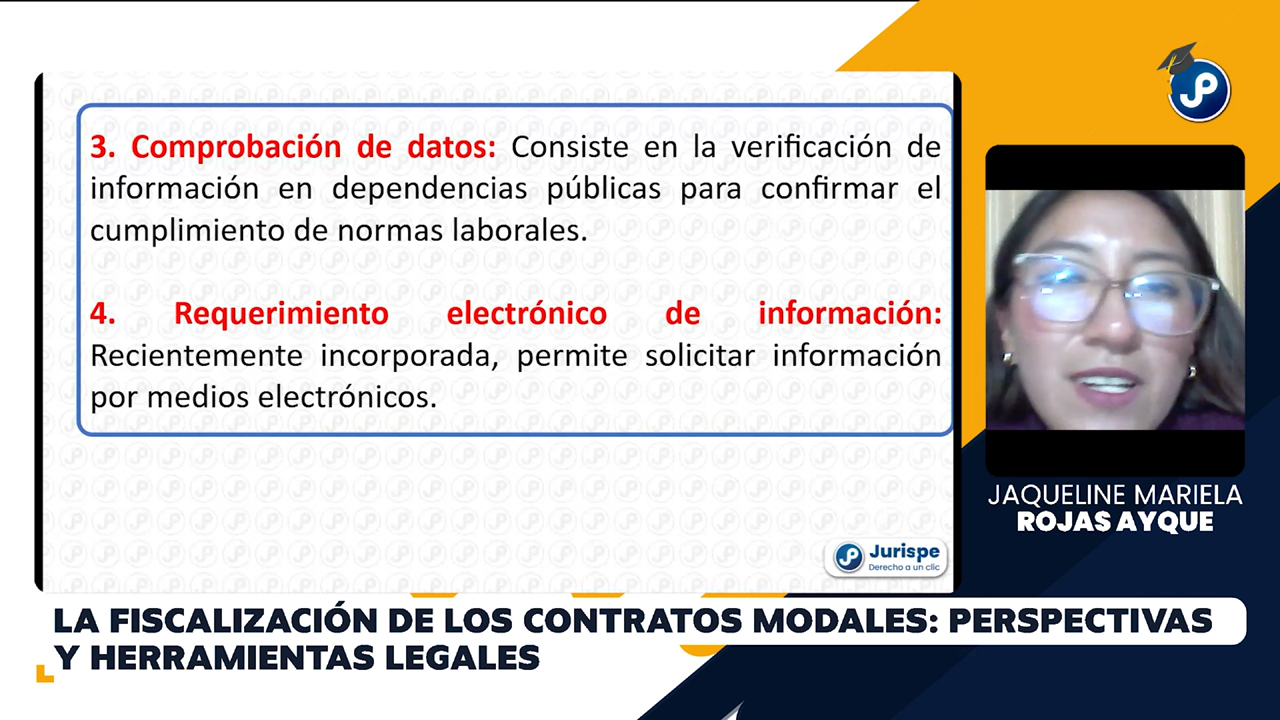 3. Comprobación de datos: Consiste en la verificación de
información en dependencias públicas para confirmar el
cumplimiento de normas laborales.
4. Requerimiento electrónico de información:
Recientemente incorporada, permite solicitar información
por medios electrónicos.
JP
Jurispe
Derecho a un clic
JP
JAQUELINE MARIELA
ROJAS AYQUE
LA FISCALIZACIÓN DE LOS CONTRATOS MODALES: PERSPECTIVAS
Y HERRAMIENTAS LEGALES